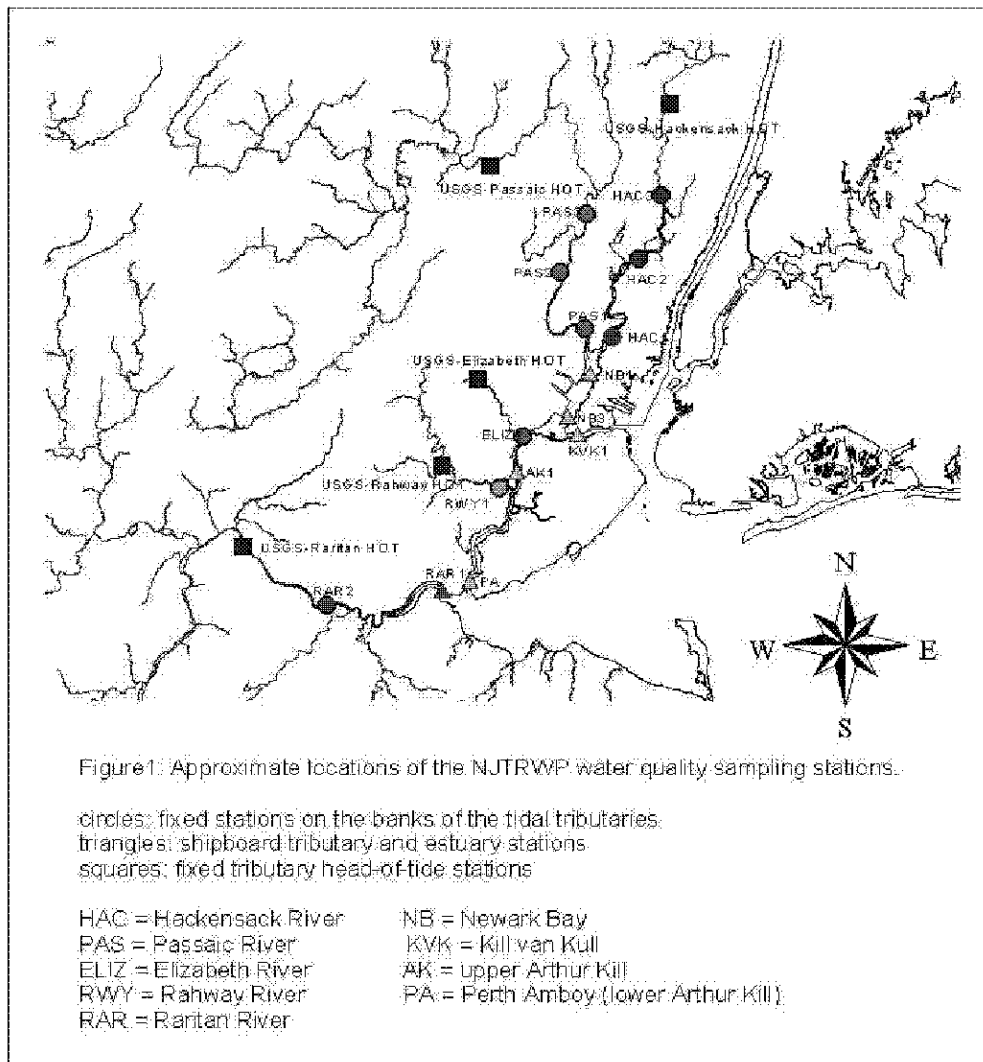 USGS-Hackensack HOT
USGS-Passaic HOT
HAC3
PAS3
PAS2
HAC2
PAS1
HAC1
USGS-Elizabeth HOT
NB1
NB3
ELIZ
KVK1
AK1
USGS-Rahway HOT
RWY1
USGS-Raritan HOT
RAR1
PA
RAR2
N
W
E
S
Figure1: Approximate locations of the NJTRWP water quality sampling stations.
circles: fixed stations on the banks of the tidal tributaries
triangles: shipboard tributary and estuary stations
squares: fixed tributary head-of-tide stations
HAC = Hackensack River
PAS = Passaic River
ELIZ = Elizabeth River
RWY = Rahway River
RAR = Raritan River
NB = Newark Bay
KVK = Kill van Kull
AK = upper Arthur Kill
PA = Perth Amboy (lower Arthur Kill)